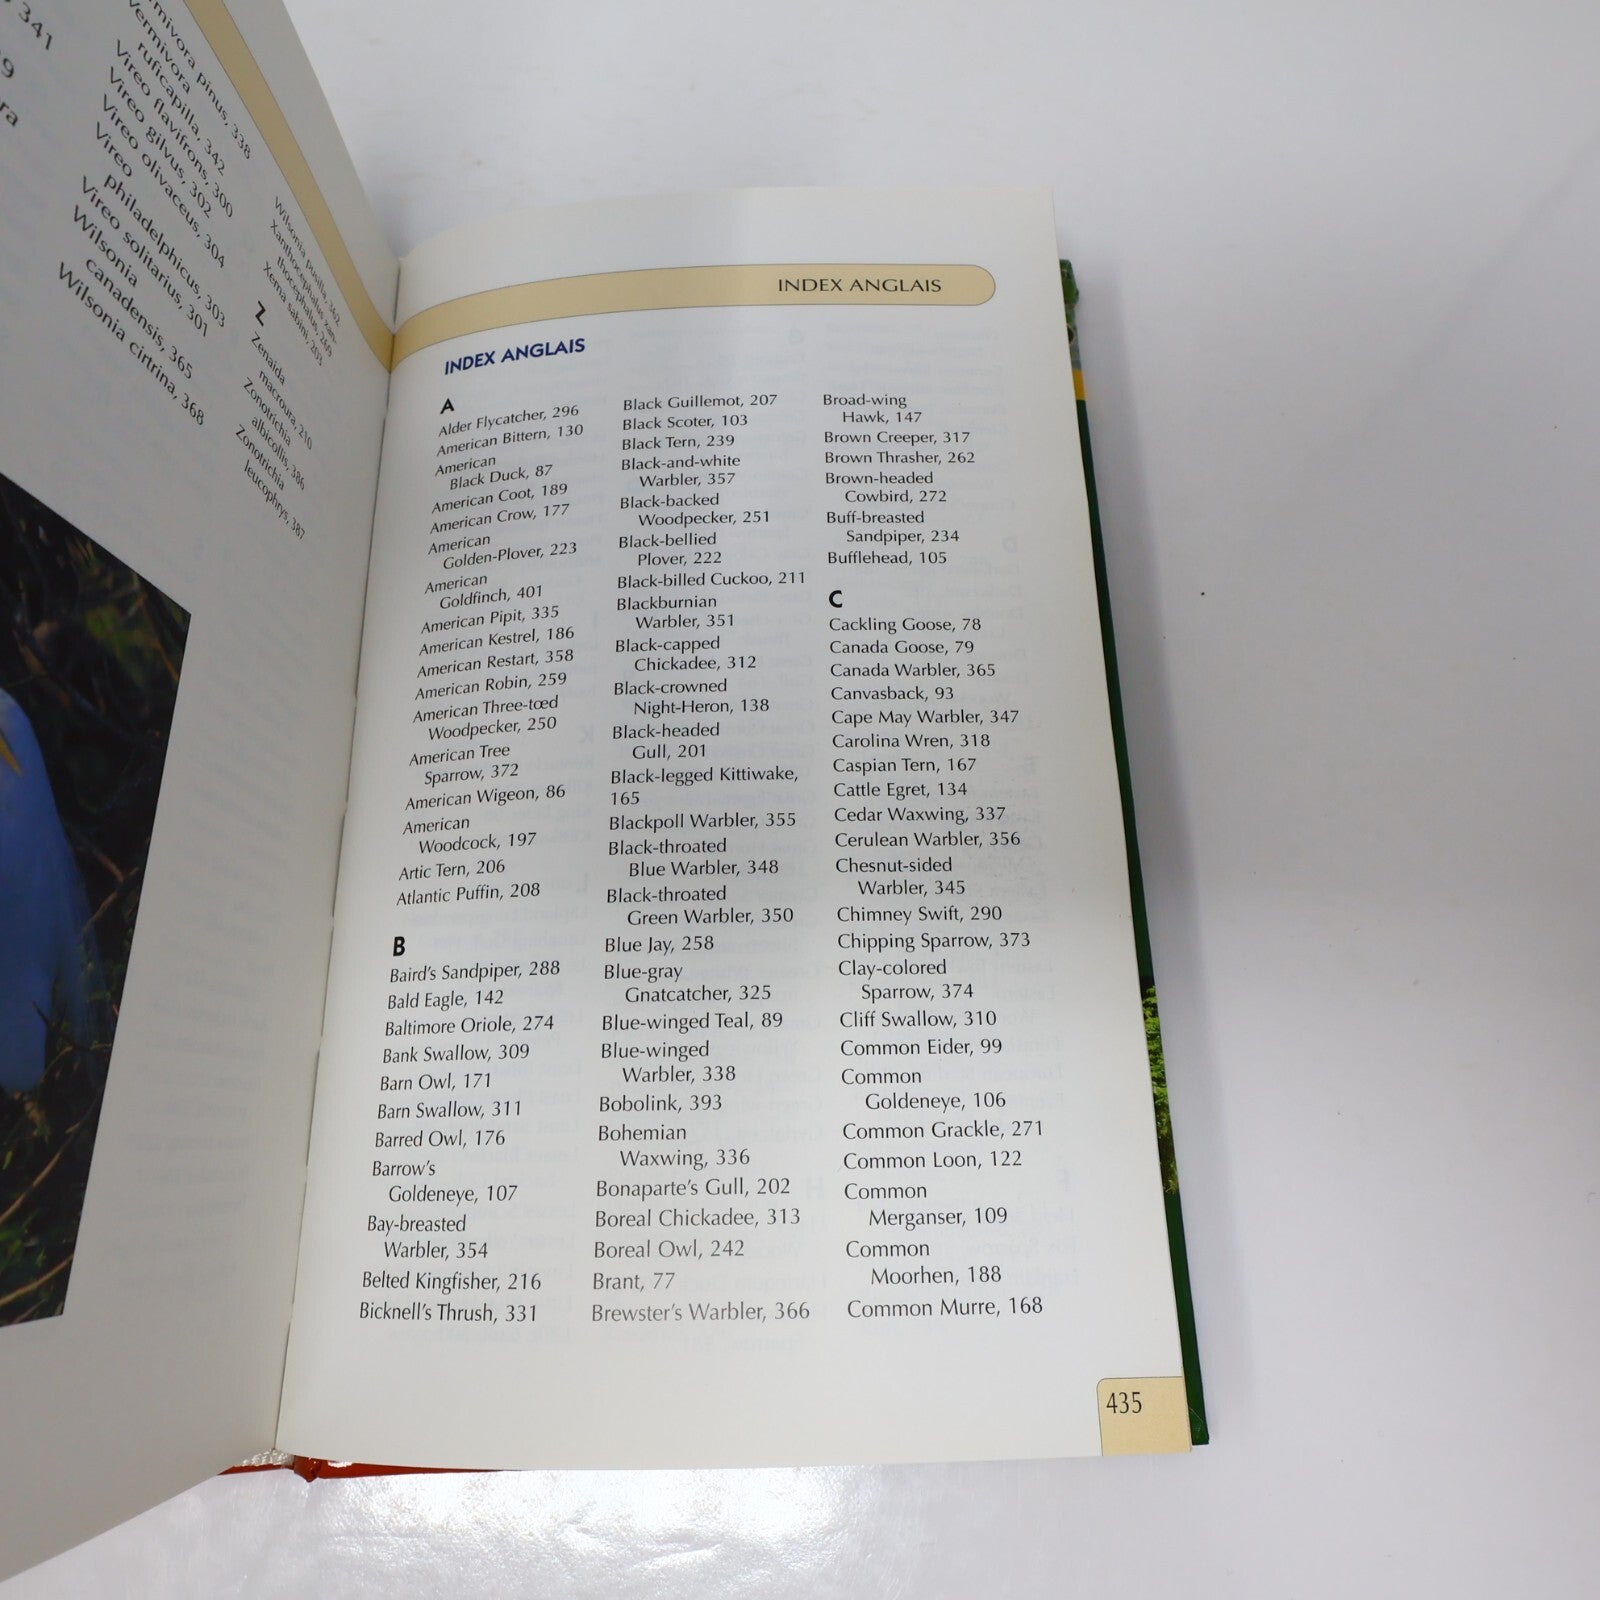 341
9
ra
rmivora pinus, 338
Vermivora
ruficapilla, 342
Vireo flavifrons, 300
Vireo gilvus, 302
Vireo olivaceus, 304
Vireo
philadelphicus, 303
Vireo solitarius, 301
Wilsonia
canadensis, 365
Wilsonia cirtrina, 368
Wilsonia pusilla, 362
Xanthocephalus xan-
thocephalus, 269
Xema sabini, 203
Z
Zenaida
macroura, 210
Zonotrichia
albicollis, 386
Zonotrichia
leucophrys, 387
INDEX ANGLAIS
INDEX ANGLAIS
A
Alder Flycatcher, 296
American Bittern, 130
American
Black Duck, 87
American Coot, 189
American Crow, 177
American
Golden-Plover, 223
American
Goldfinch, 401
American Pipit, 335
American Kestrel, 186
American Restart, 358
American Robin, 259
American Three-tœd
Woodpecker, 250
American Tree
Sparrow, 372
American Wigeon, 86
American
Woodcock, 197
Artic Tern, 206
Atlantic Puffin, 208
B
Baird's Sandpiper, 288
Bald Eagle, 142
Baltimore Oriole, 274
Bank Swallow, 309
Barn Owl, 171
Barn Swallow, 311
Barred Owl, 176
Barrow's
Goldeneye, 107
Bay-breasted
Warbler, 354
Belted Kingfisher, 216
Bicknell's Thrush, 331
Black Guillemot, 207
Black Scoter, 103
Black Tern, 239
Black-and-white
Warbler, 357
Black-backed
Woodpecker, 251
Black-bellied
Plover, 222
Black-billed Cuckoo, 211
Blackburnian
Warbler, 351
Black-capped
Chickadee, 312
Black-crowned
Night-Heron, 138
Black-headed
Gull, 201
Black-legged Kittiwake,
165
Blackpoll Warbler, 355
Black-throated
Blue Warbler, 348
Black-throated
Green Warbler, 350
Blue Jay, 258
Blue-gray
Gnatcatcher, 325
Blue-winged Teal, 89
Blue-winged
Warbler, 338
Bobolink, 393
Bohemian
Waxwing, 336
Bonaparte's Gull, 202
Boreal Chickadee, 313
Boreal Owl, 242
Brant, 77
Brewster's Warbler, 366
Broad-wing
Hawk, 147
Brown Creeper, 317
Brown Thrasher, 262
Brown-headed
Cowbird, 272
Buff-breasted
Sandpiper, 234
Bufflehead, 105
C
Cackling Goose, 78
Canada Goose, 79
Canada Warbler, 365
Canvasback, 93
Cape May Warbler, 347
Carolina Wren, 318
Caspian Tern, 167
Cattle Egret, 134
Cedar Waxwing, 337
Cerulean Warbler, 356
Chesnut-sided
Warbler, 345
Chimney Swift, 290
Chipping Sparrow, 373
Clay-colored
Sparrow, 374
Cliff Swallow, 310
Common Eider, 99
Common
Goldeneye, 106
Common Grackle, 271
Common Loon, 122
Common
Merganser, 109
Common
Moorhen, 188
Common Murre, 168
435